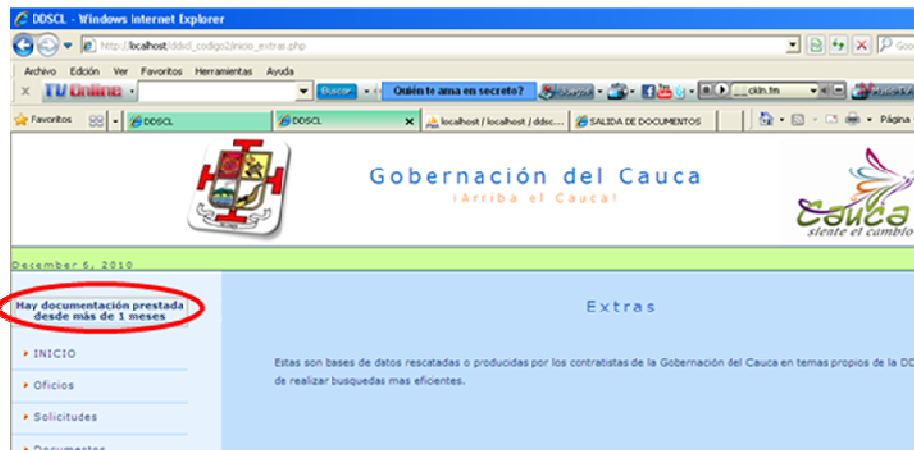 DDSCL - Windows Internet Explorer
http://localhost/ddscl_codigo2/inicio_extras.php
Archivo Edición Ver Favoritos Herramientas Ayuda
TV Online Buscar Quién te ama en secreto?
Favoritos DDSCL DDSCL localhost / localhost / ddsc... SALIDA DE DOCUMENTOS Página
Gobernación del Cauca
¡Arriba el Cauca!
Cauca
siente el cambio
December 6, 2010
Hay documentación prestada
desde más de 1 meses
Extras
INICIO
Estas son bases de datos rescatadas o producidas por los contratistas de la Gobernación del Cauca en temas propios de la DD
de realizar busquedas mas eficientes.
Oficios
Solicitudes
Documentos